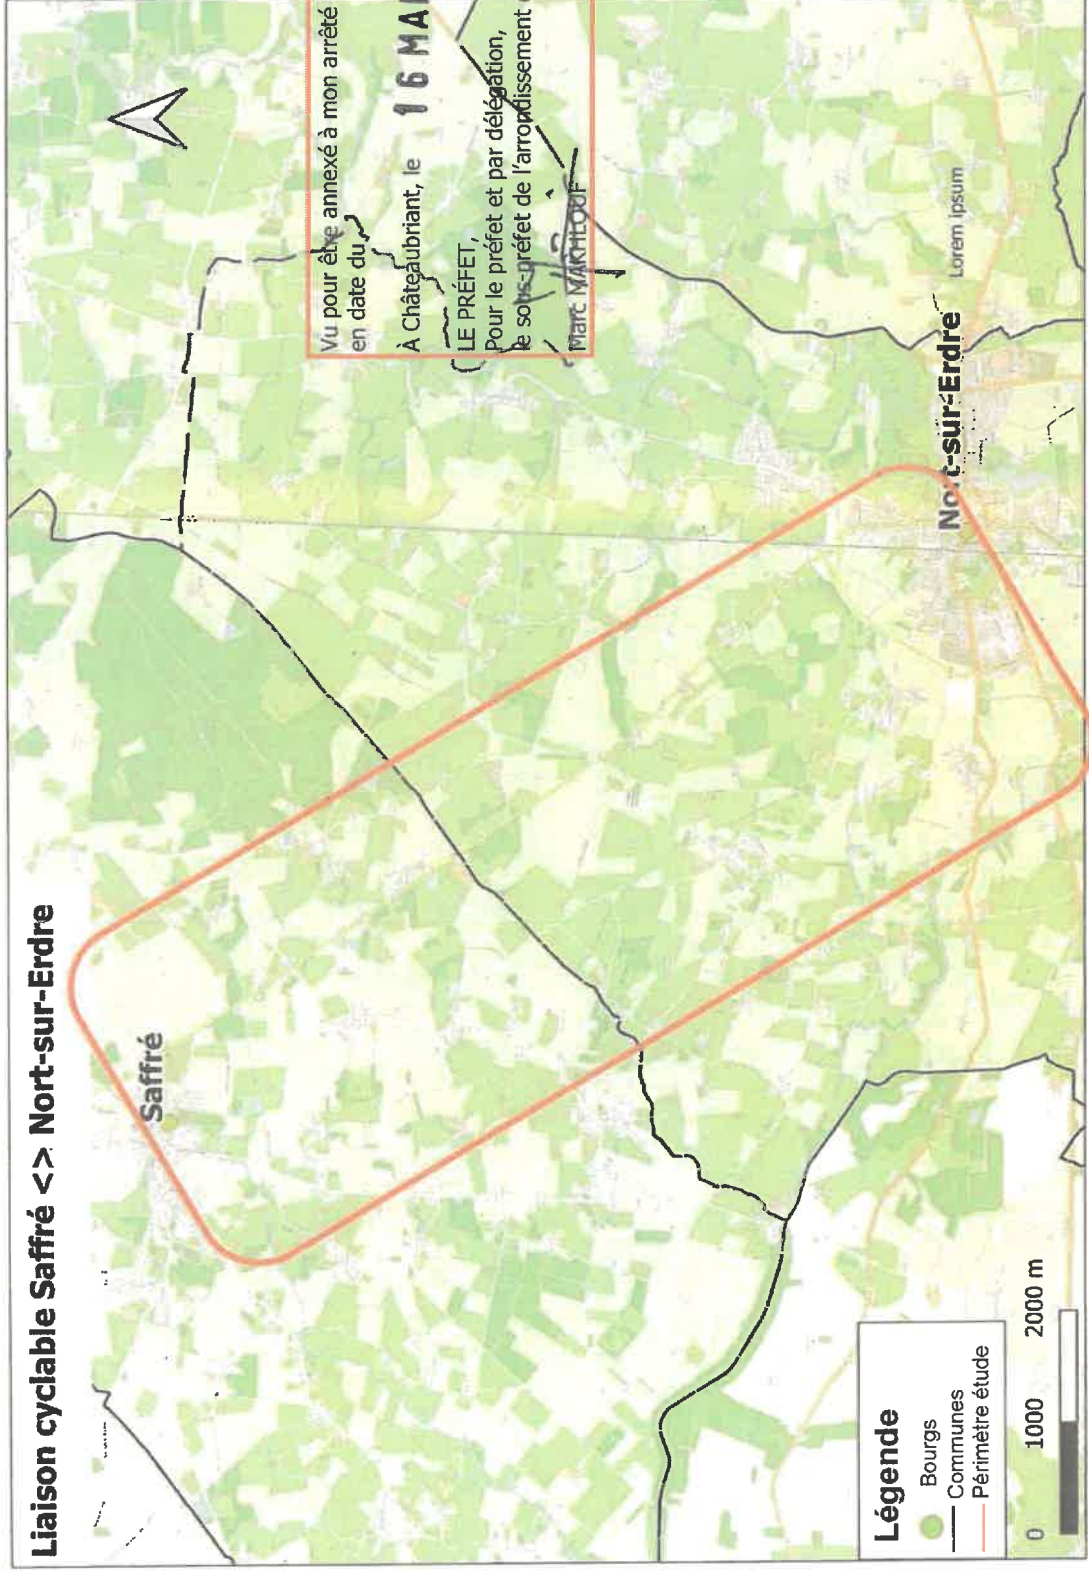 Liaison cyclable Saffré <> Nort-sur-Erdre
Saffré
Vu pour être annexé à mon arrêté
en date du
À Châteaubriant, le 16 MAI
LE PRÉFET,
Pour le préfet et par délégation,
le sous-préfet de l'arrondissement
Marc MAKHLOUF
Nort-sur-Erdre
Lorem ipsum
Légende
Bourgs
Communes
Périmètre étude
0 1000 2000 m